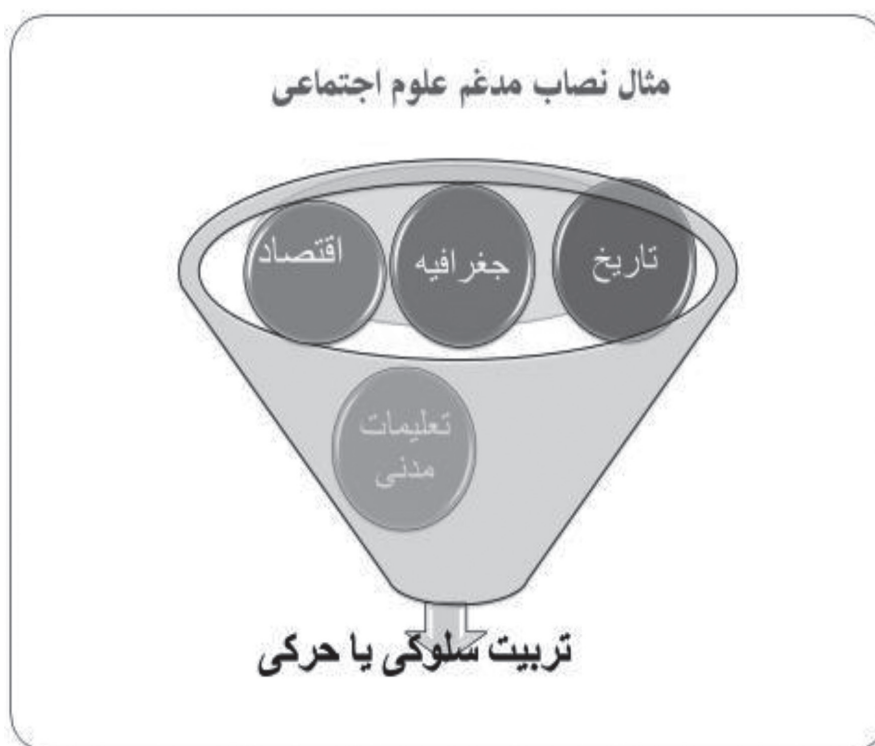 مثال نصاب مدغم علوم اجتماعی
تاریخ
جغرافیه
اقتصاد
تعلیمات
مدنی
تربیت سلوکی یا حرکی